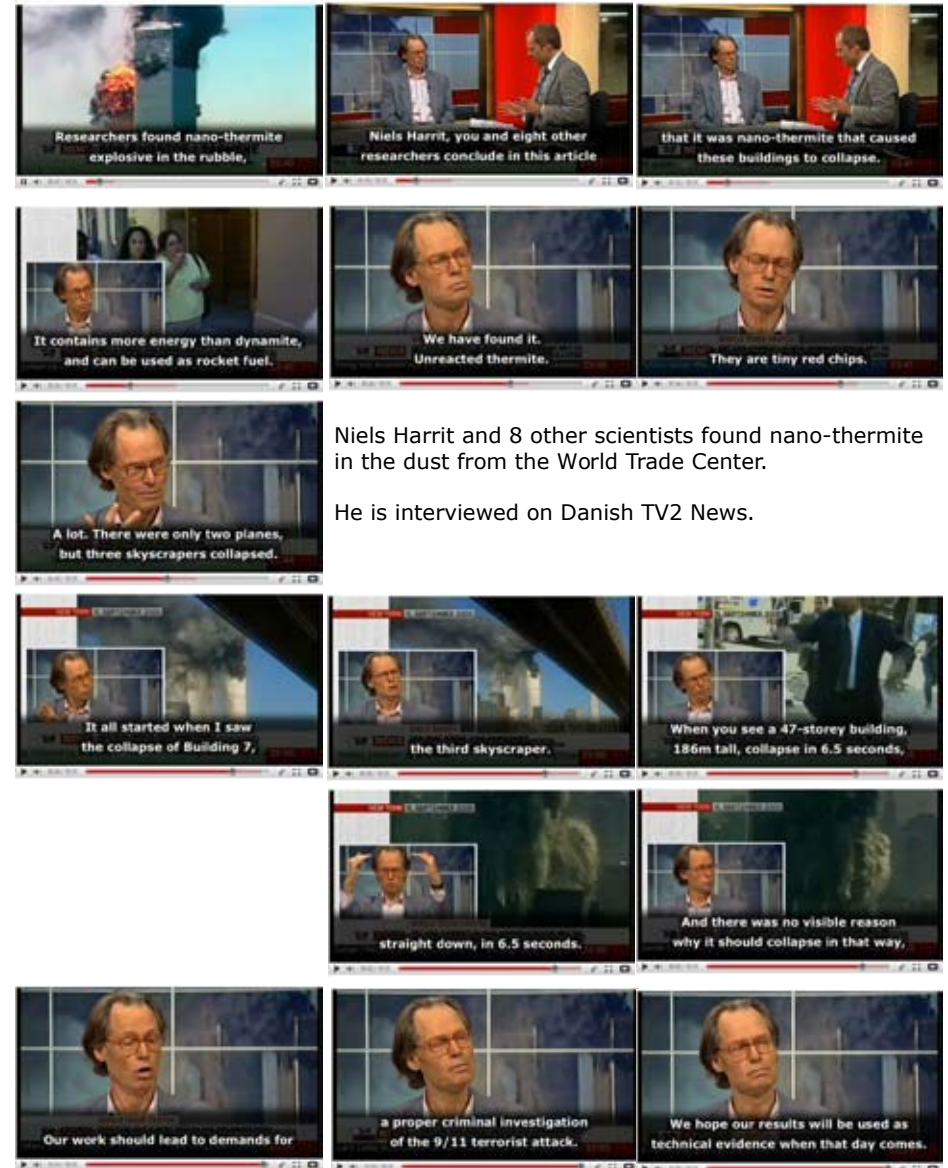 Researchers found nano-thermite
explosive in the rubble,
Niels Harrit, you and eight other
researchers conclude in this article
that it was nano-thermite that caused
these buildings to collapse.
It contains more energy than dynamite,
and can be used as rocket fuel.
We have found it.
Unreacted thermite.
They are tiny red chips.
A lot. There were only two planes,
but three skyscrapers collapsed.
Niels Harrit and 8 other scientists found nano-thermite
in the dust from the World Trade Center.
He is interviewed on Danish TV2 News.
It all started when I saw
the collapse of Building 7,
the third skyscraper.
When you see a 47-storey building,
186m tall, collapse in 6.5 seconds,
straight down, in 6.5 seconds.
And there was no visible reason
why it should collapse in that way,
Our work should lead to demands for
a proper criminal investigation
of the 9/11 terrorist attack.
We hope our results will be used as
technical evidence when that day comes.